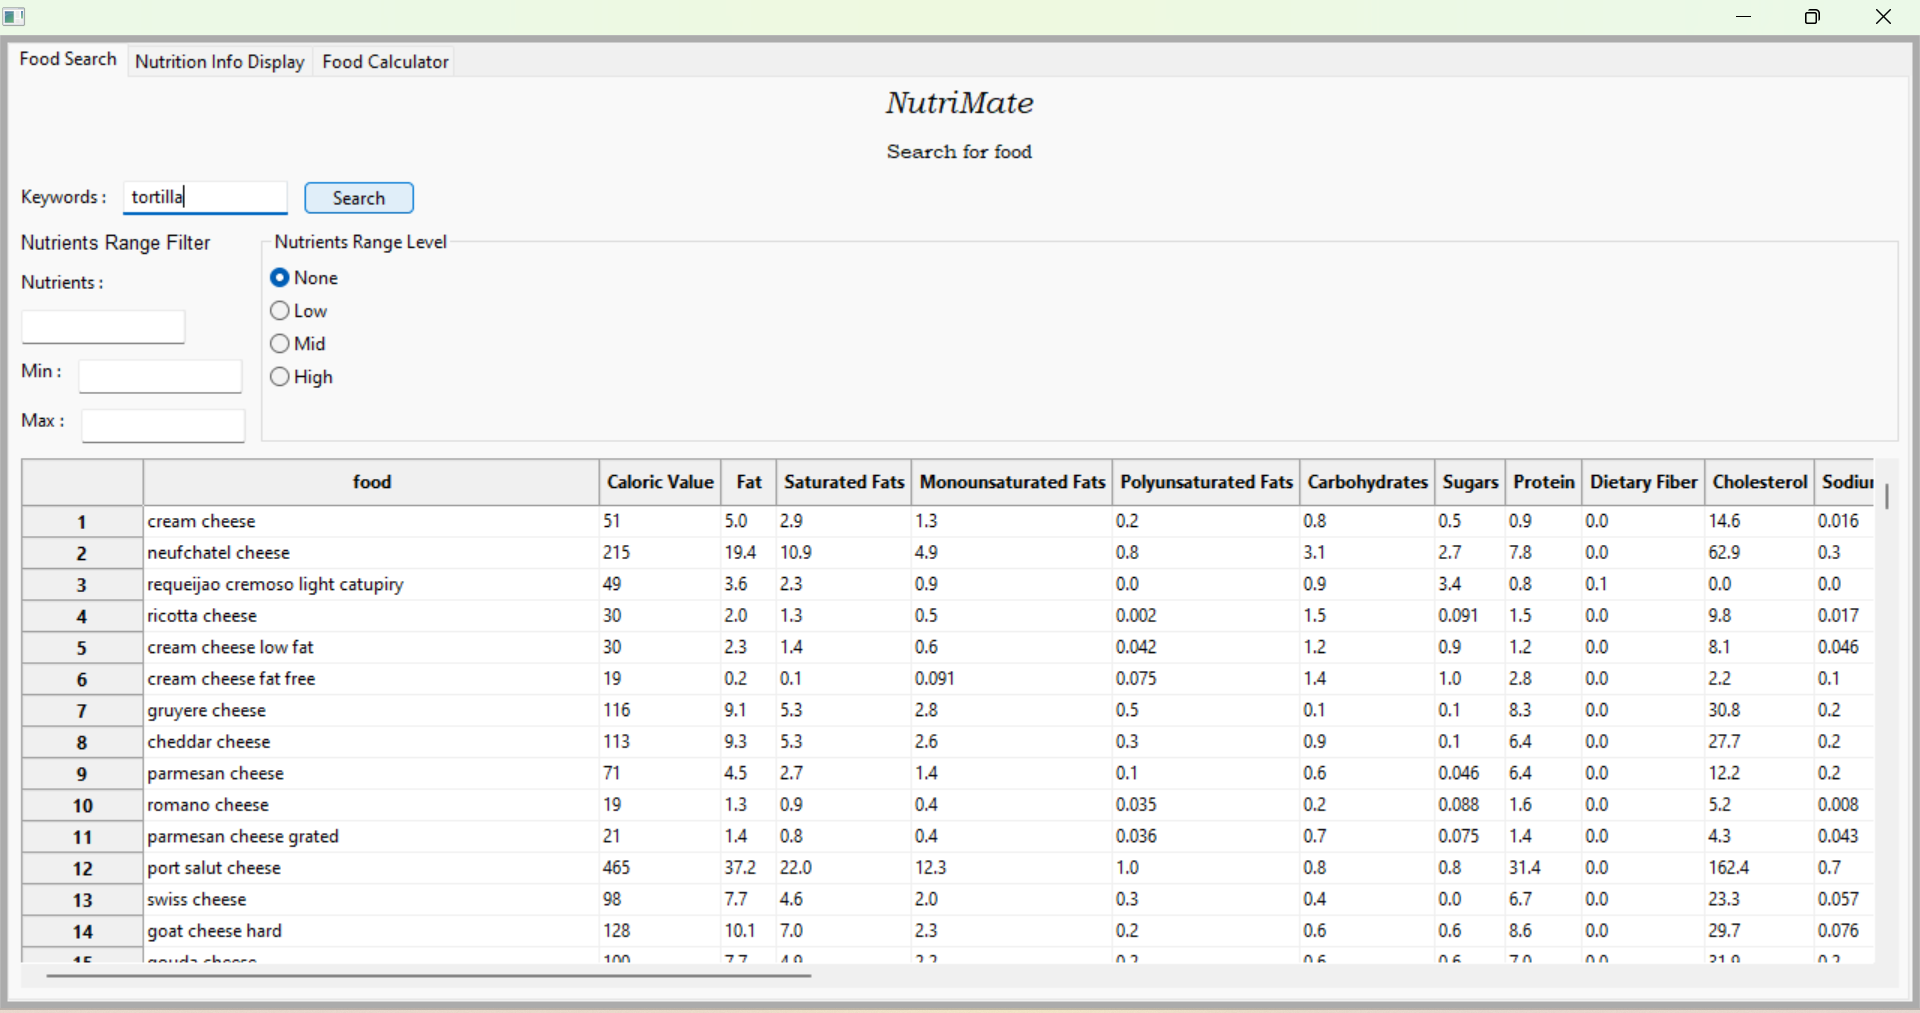 Food Search Nutrition Info Display Food Calculator
NutriMate
Search for food
Keywords : tortilla Search
Nutrients Range Filter Nutrients Range Level
Nutrients : None
Low
Mid
Min : High
Max :
food Caloric Value Fat Saturated Fats Monounsaturated Fats Polyunsaturated Fats Carbohydrates Sugars Protein Dietary Fiber Cholesterol
1 cream cheese 51 5.0 2.9 1.3 0.2 0.8 0.5 0.9 0.0 14.6 0.016
2 neufchatel cheese 215 19.4 10.9 4.9 0.8 3.1 2.7 7.8 0.0 62.9 0.3
3 requeijao cremoso light catupiry 49 3.6 2.3 0.9 0.0 0.9 3.4 0.8 0.1 0.0 0.0
4 ricotta cheese 30 2.0 1.3 0.5 0.002 1.5 0.091 1.5 0.0 9.8 0.017
5 cream cheese low fat 30 2.3 1.4 0.6 0.042 1.2 0.9 1.2 0.0 8.1 0.046
6 cream cheese fat free 19 0.2 0.1 0.091 0.075 1.4 1.0 2.8 0.0 2.2 0.1
7 gruyere cheese 116 9.1 5.3 2.8 0.5 0.1 0.1 8.3 0.0 30.8 0.2
8 cheddar cheese 113 9.3 5.3 2.6 0.3 0.9 0.1 6.4 0.0 27.7 0.2
9 parmesan cheese 71 4.5 2.7 1.4 0.1 0.6 0.046 6.4 0.0 12.2 0.2
10 romano cheese 19 1.3 0.9 0.4 0.035 0.2 0.088 1.6 0.0 5.2 0.008
11 parmesan cheese grated 21 1.4 0.8 0.4 0.036 0.7 0.075 1.4 0.0 4.3 0.043
12 port salut cheese 465 37.2 22.0 12.3 1.0 0.8 0.8 31.4 0.0 162.4 0.7
13 swiss cheese 98 7.7 4.6 2.0 0.3 0.4 0.0 6.7 0.0 23.3 0.057
14 goat cheese hard 128 10.1 7.0 2.3 0.2 0.6 0.6 8.6 0.0 29.7 0.076